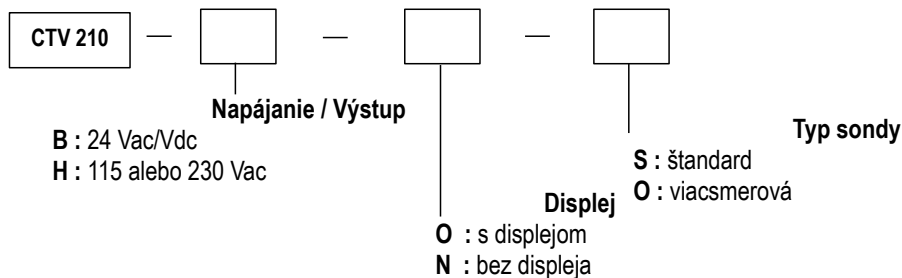 CTV 210 — — —
Napájanie / Výstup
B : 24 Vac/Vdc
H : 115 alebo 230 Vac
Displej
O : s displejom
N : bez displeja
Typ sondy
S : štandard
O : viacsmerová